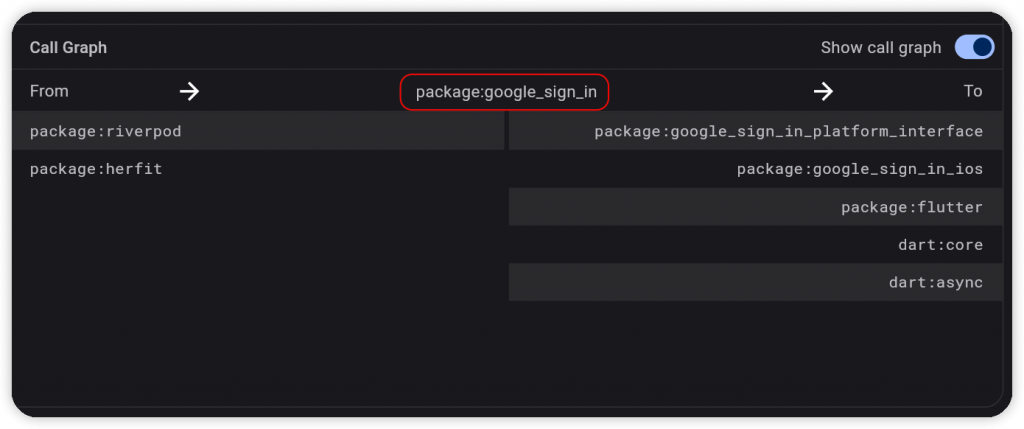 Call Graph Show call graph
From → package:google_sign_in → To
package:riverpod package:google_sign_in_platform_interface
package:herfit package:google_sign_in_ios
package:flutter
dart:core
dart:async